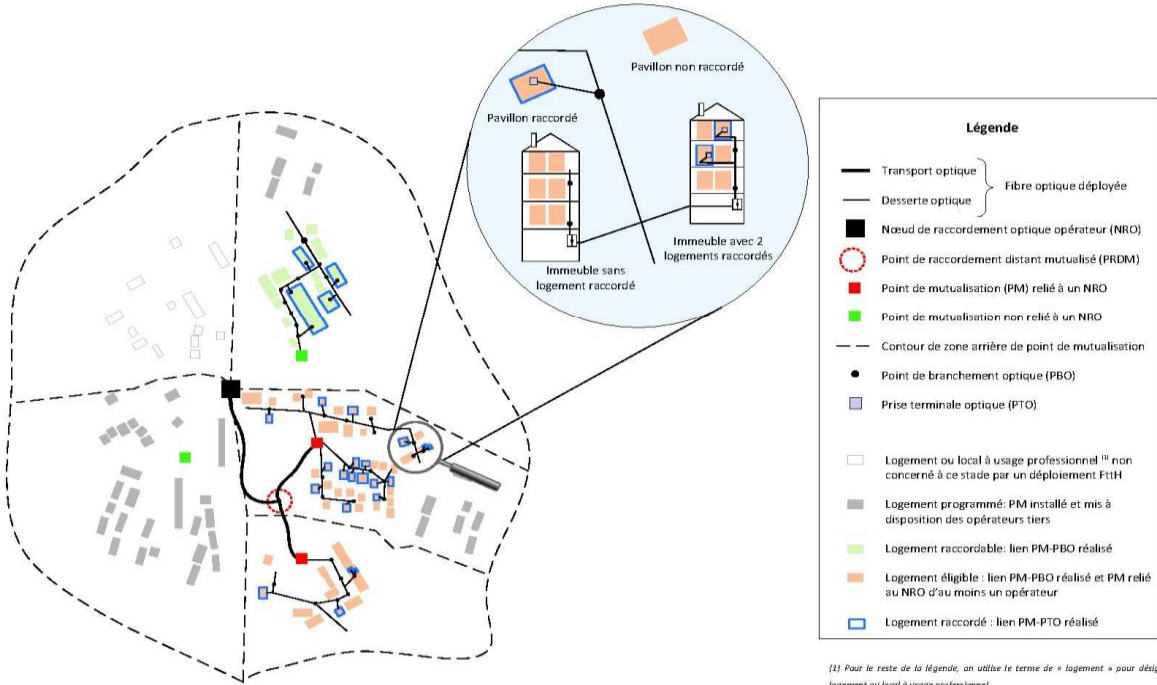 Pavillon non raccordé
Pavillon raccordé
Immeuble sans
logement raccordé
Immeuble avec 2
logements raccordés
Légende
Transport optique
Desserte optique
Fibre optique déployée
Nœud de raccordement optique opérateur (NRO)
Point de raccordement distant mutualisé (PRDM)
Point de mutualisation (PM) relié à un NRO
Point de mutualisation non relié à un NRO
Contour de zone arrière de point de mutualisation
Point de branchement optique (PBO)
Prise terminale optique (PTO)
Logement ou local à usage professionnel (1) non
concerné à ce stade par un déploiement FttH
Logement programmé: PM installé et mis à
disposition des opérateurs tiers
Logement raccordable: lien PM-PBO réalisé
Logement éligible : lien PM-PBO réalisé et PM relié
au NRO d'au moins un opérateur
Logement raccordé : lien PM-PTO réalisé
(1) Pour le reste de la légende, on utilise le terme de « logement » pour désig
logement ou local à usage professionnel